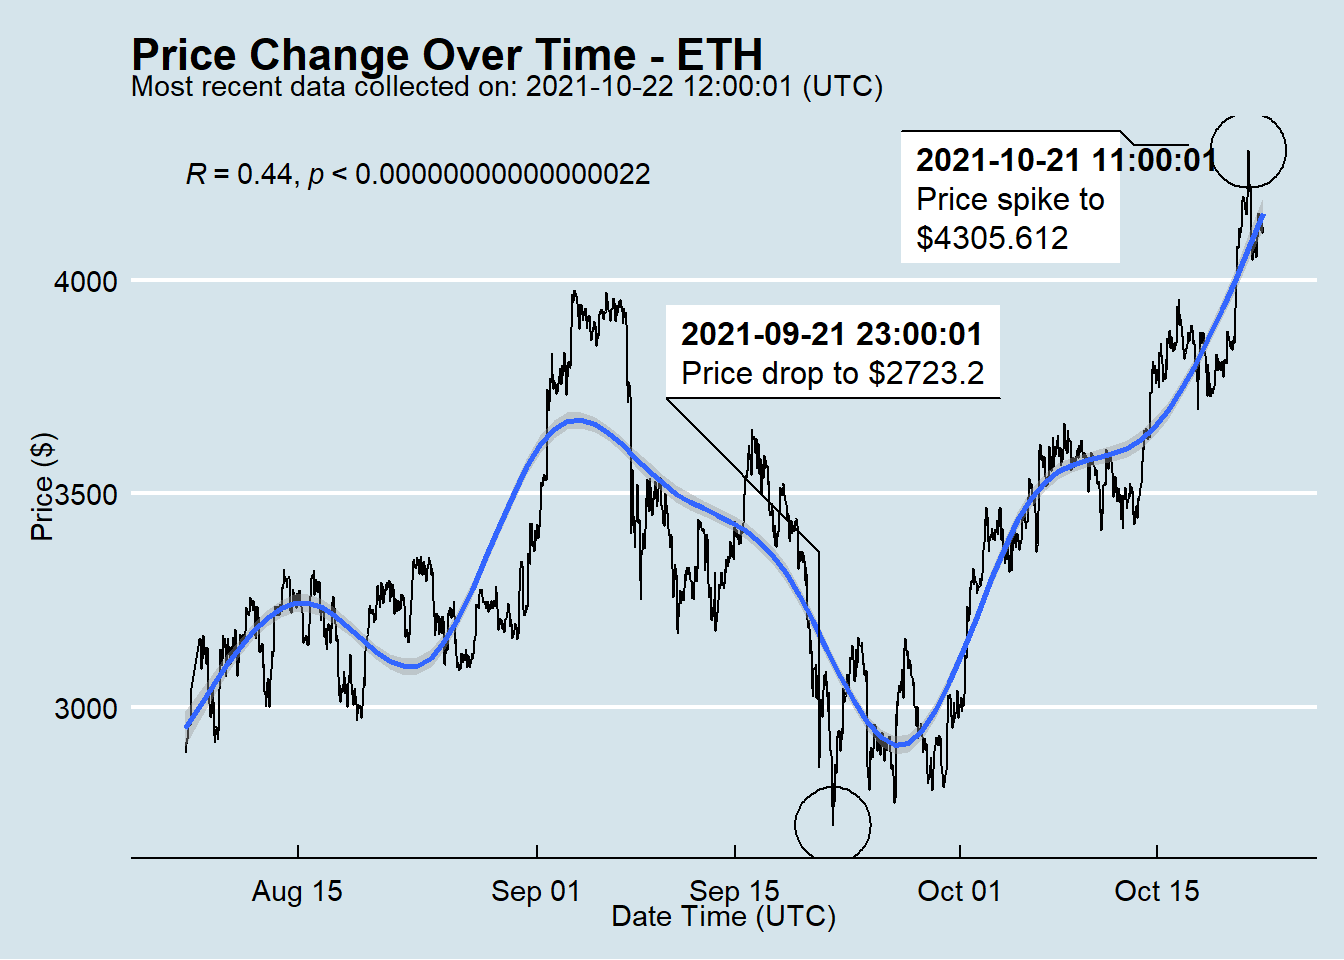 Price Change Over Time - ETH
Most recent data collected on: 2021-10-22 12:00:01 (UTC)
R = 0.44, p < 0.00000000000000022
2021-10-21 11:00:01
Price spike to
$4305.612
2021-09-21 23:00:01
Price drop to $2723.2
4000
3500
3000
Price ($)
Aug 15
Sep 01
Sep 15
Oct 01
Oct 15
Date Time (UTC)